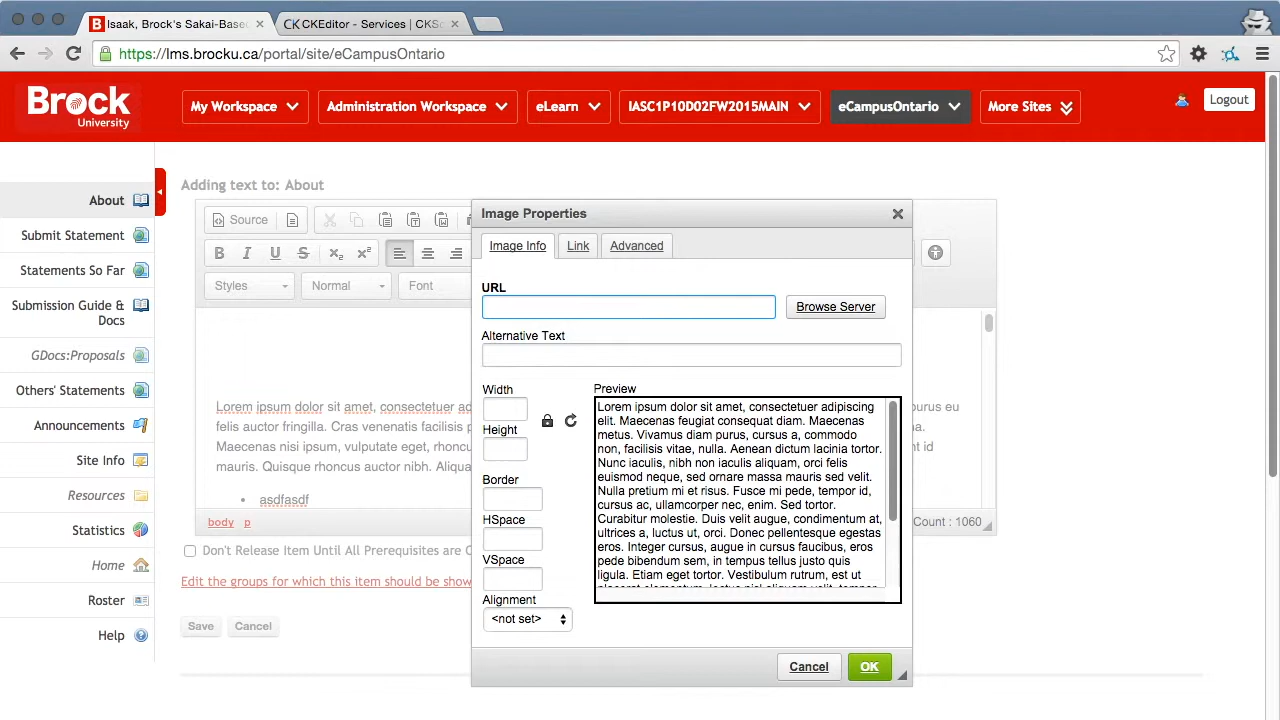 Isaak, Brock's Sakai-Base
CKEditor - Services | CKSo
https://lms.brocku.ca/portal/site/eCampusOntario
Brock
University
My Workspace
Administration Workspace
eLearn
IASC1P10D02FW2015MAIN
eCampusOntario
More Sites
Logout
About
Submit Statement
Statements So Far
Submission Guide &
Docs
GDocs:Proposals
Others' Statements
Announcements
Site Info
Resources
Statistics
Home
Roster
Help
Adding text to: About
Source
B I U S x₂ x²
Styles
Normal
Font
Lorem ipsum dolor sit amet, consectetuer ad
purus eu
felis auctor fringilla. Cras venenatis facilisis p
Maecenas nisi ipsum, vulputate eget, rhoncu
mauris. Quisque rhoncus auctor nibh. Aliqua
asdfasdf
body p
Count : 1060
Don't Release Item Until All Prerequisites are C
Edit the groups for which this item should be show
Save
Cancel
Image Properties
Image Info
Link
Advanced
URL
Browse Server
Alternative Text
Width
Height
Border
HSpace
VSpace
Alignment
<not set>
Preview
Lorem ipsum dolor sit amet, consectetuer adipiscing
elit. Maecenas feugiat consequat diam. Maecenas
metus. Vivamus diam purus, cursus a, commodo
non, facilisis vitae, nulla. Aenean dictum lacinia tortor.
Nunc iaculis, nibh non iaculis aliquam, orci felis
euismod neque, sed ornare massa mauris sed velit.
Nulla pretium mi et risus. Fusce mi pede, tempor id,
cursus ac, ullamcorper nec, enim. Sed tortor.
Curabitur molestie. Duis velit augue, condimentum at,
ultrices a, luctus ut, orci. Donec pellentesque egestas
eros. Integer cursus, augue in cursus faucibus, eros
pede bibendum sem, in tempus tellus justo quis
ligula. Etiam eget tortor. Vestibulum rutrum, est ut
Cancel
OK